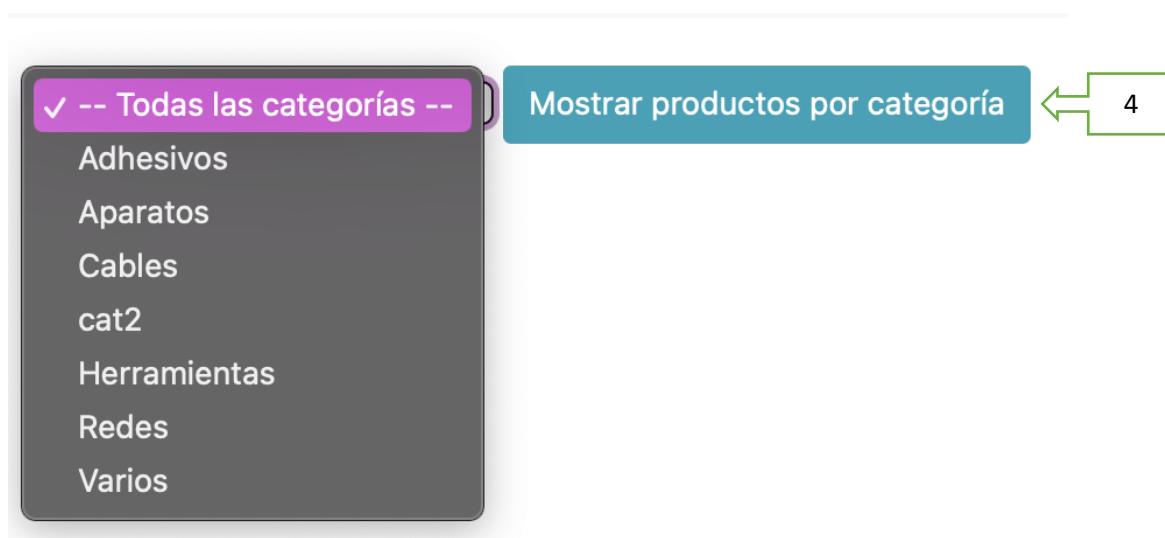 ✓ -- Todas las categorías --
Mostrar productos por categoría
4
Adhesivos
Aparatos
Cables
cat2
Herramientas
Redes
Varios